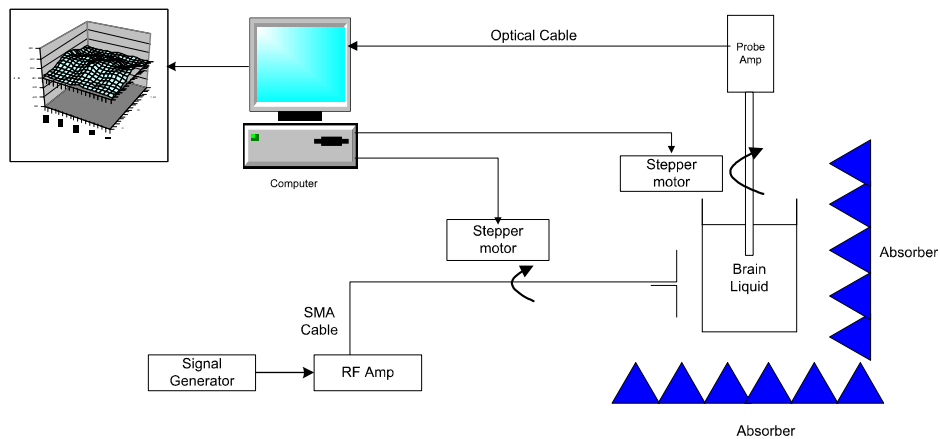 Optical Cable
Probe
Amp
Computer
Stepper
motor
Stepper
motor
Brain
Liquid
Absorber
SMA
Cable
Signal
Generator
RF Amp
Absorber